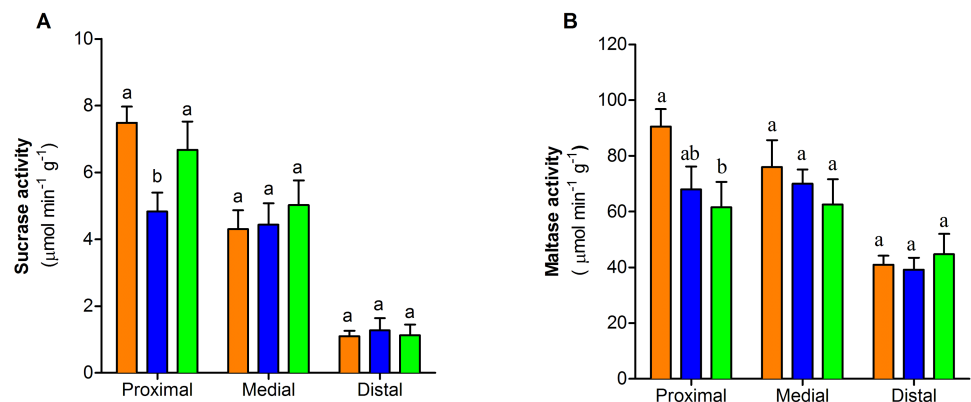 A
Sucrase activity
(μmol min⁻¹ g⁻¹)
10
8
6
4
2
0
a
b
a
a
a
a
a
a
a
Proximal
Medial
Distal
B
Maltase activity
( μmol min⁻¹ g⁻¹)
120
100
80
60
40
20
0
a
ab
b
a
a
a
a
a
a
Proximal
Medial
Distal